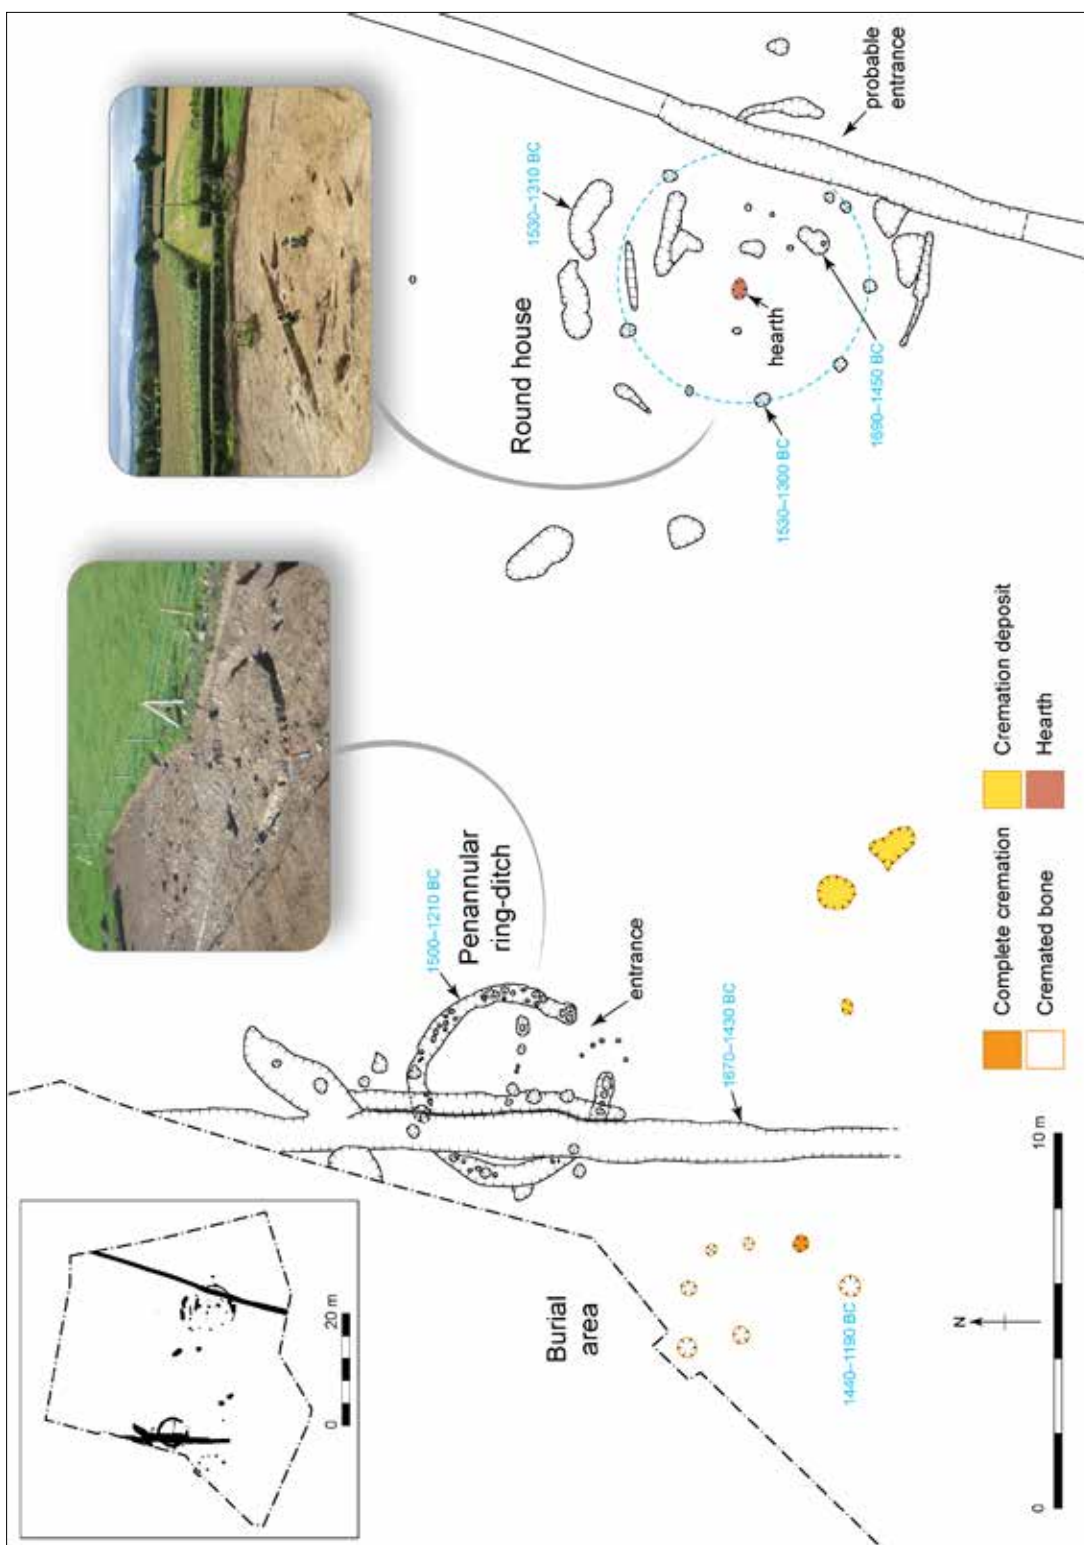 0
20 m
Burial
area
1440–1190 BC
N
0
10 m
Penannular
ring-ditch
1500–1210 BC
entrance
1670–1430 BC
Complete cremation
Cremated bone
Cremation deposit
Hearth
Round house
1530–1310 BC
1530–1300 BC
hearth
1690–1450 BC
probable
entrance